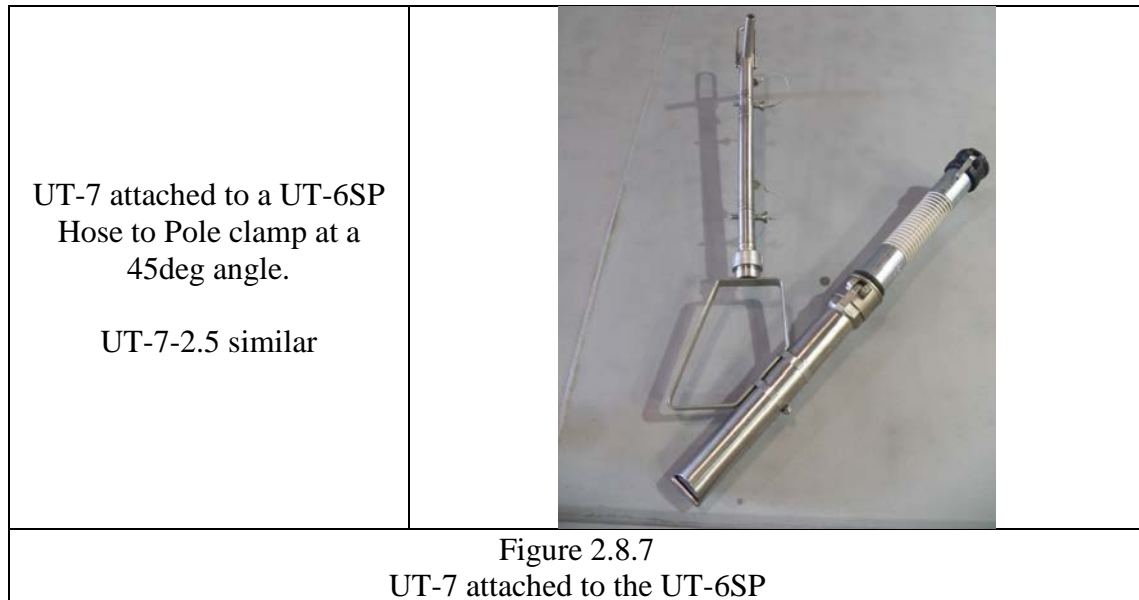 UT-7 attached to a UT-6SP
Hose to Pole clamp at a
45deg angle.
UT-7-2.5 similar
Figure 2.8.7
UT-7 attached to the UT-6SP